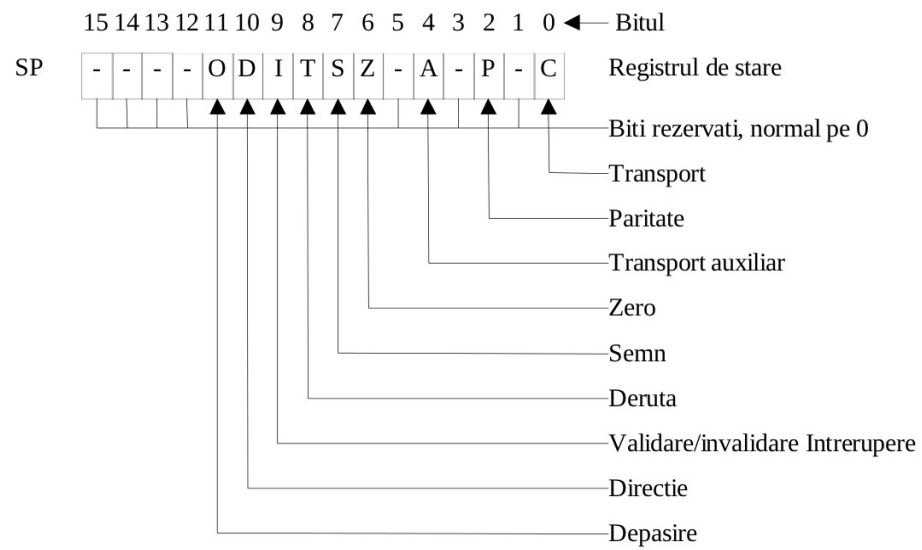 15 14 13 12 11 10 9 8 7 6 5 4 3 2 1 0 Bitul
SP - - - - O D I T S Z - A - P - C Registrul de stare
Biti rezervati, normal pe 0
Transport
Paritate
Transport auxiliar
Zero
Semn
Deruta
Validare/invalidare Intrerupere
Directie
Depasire